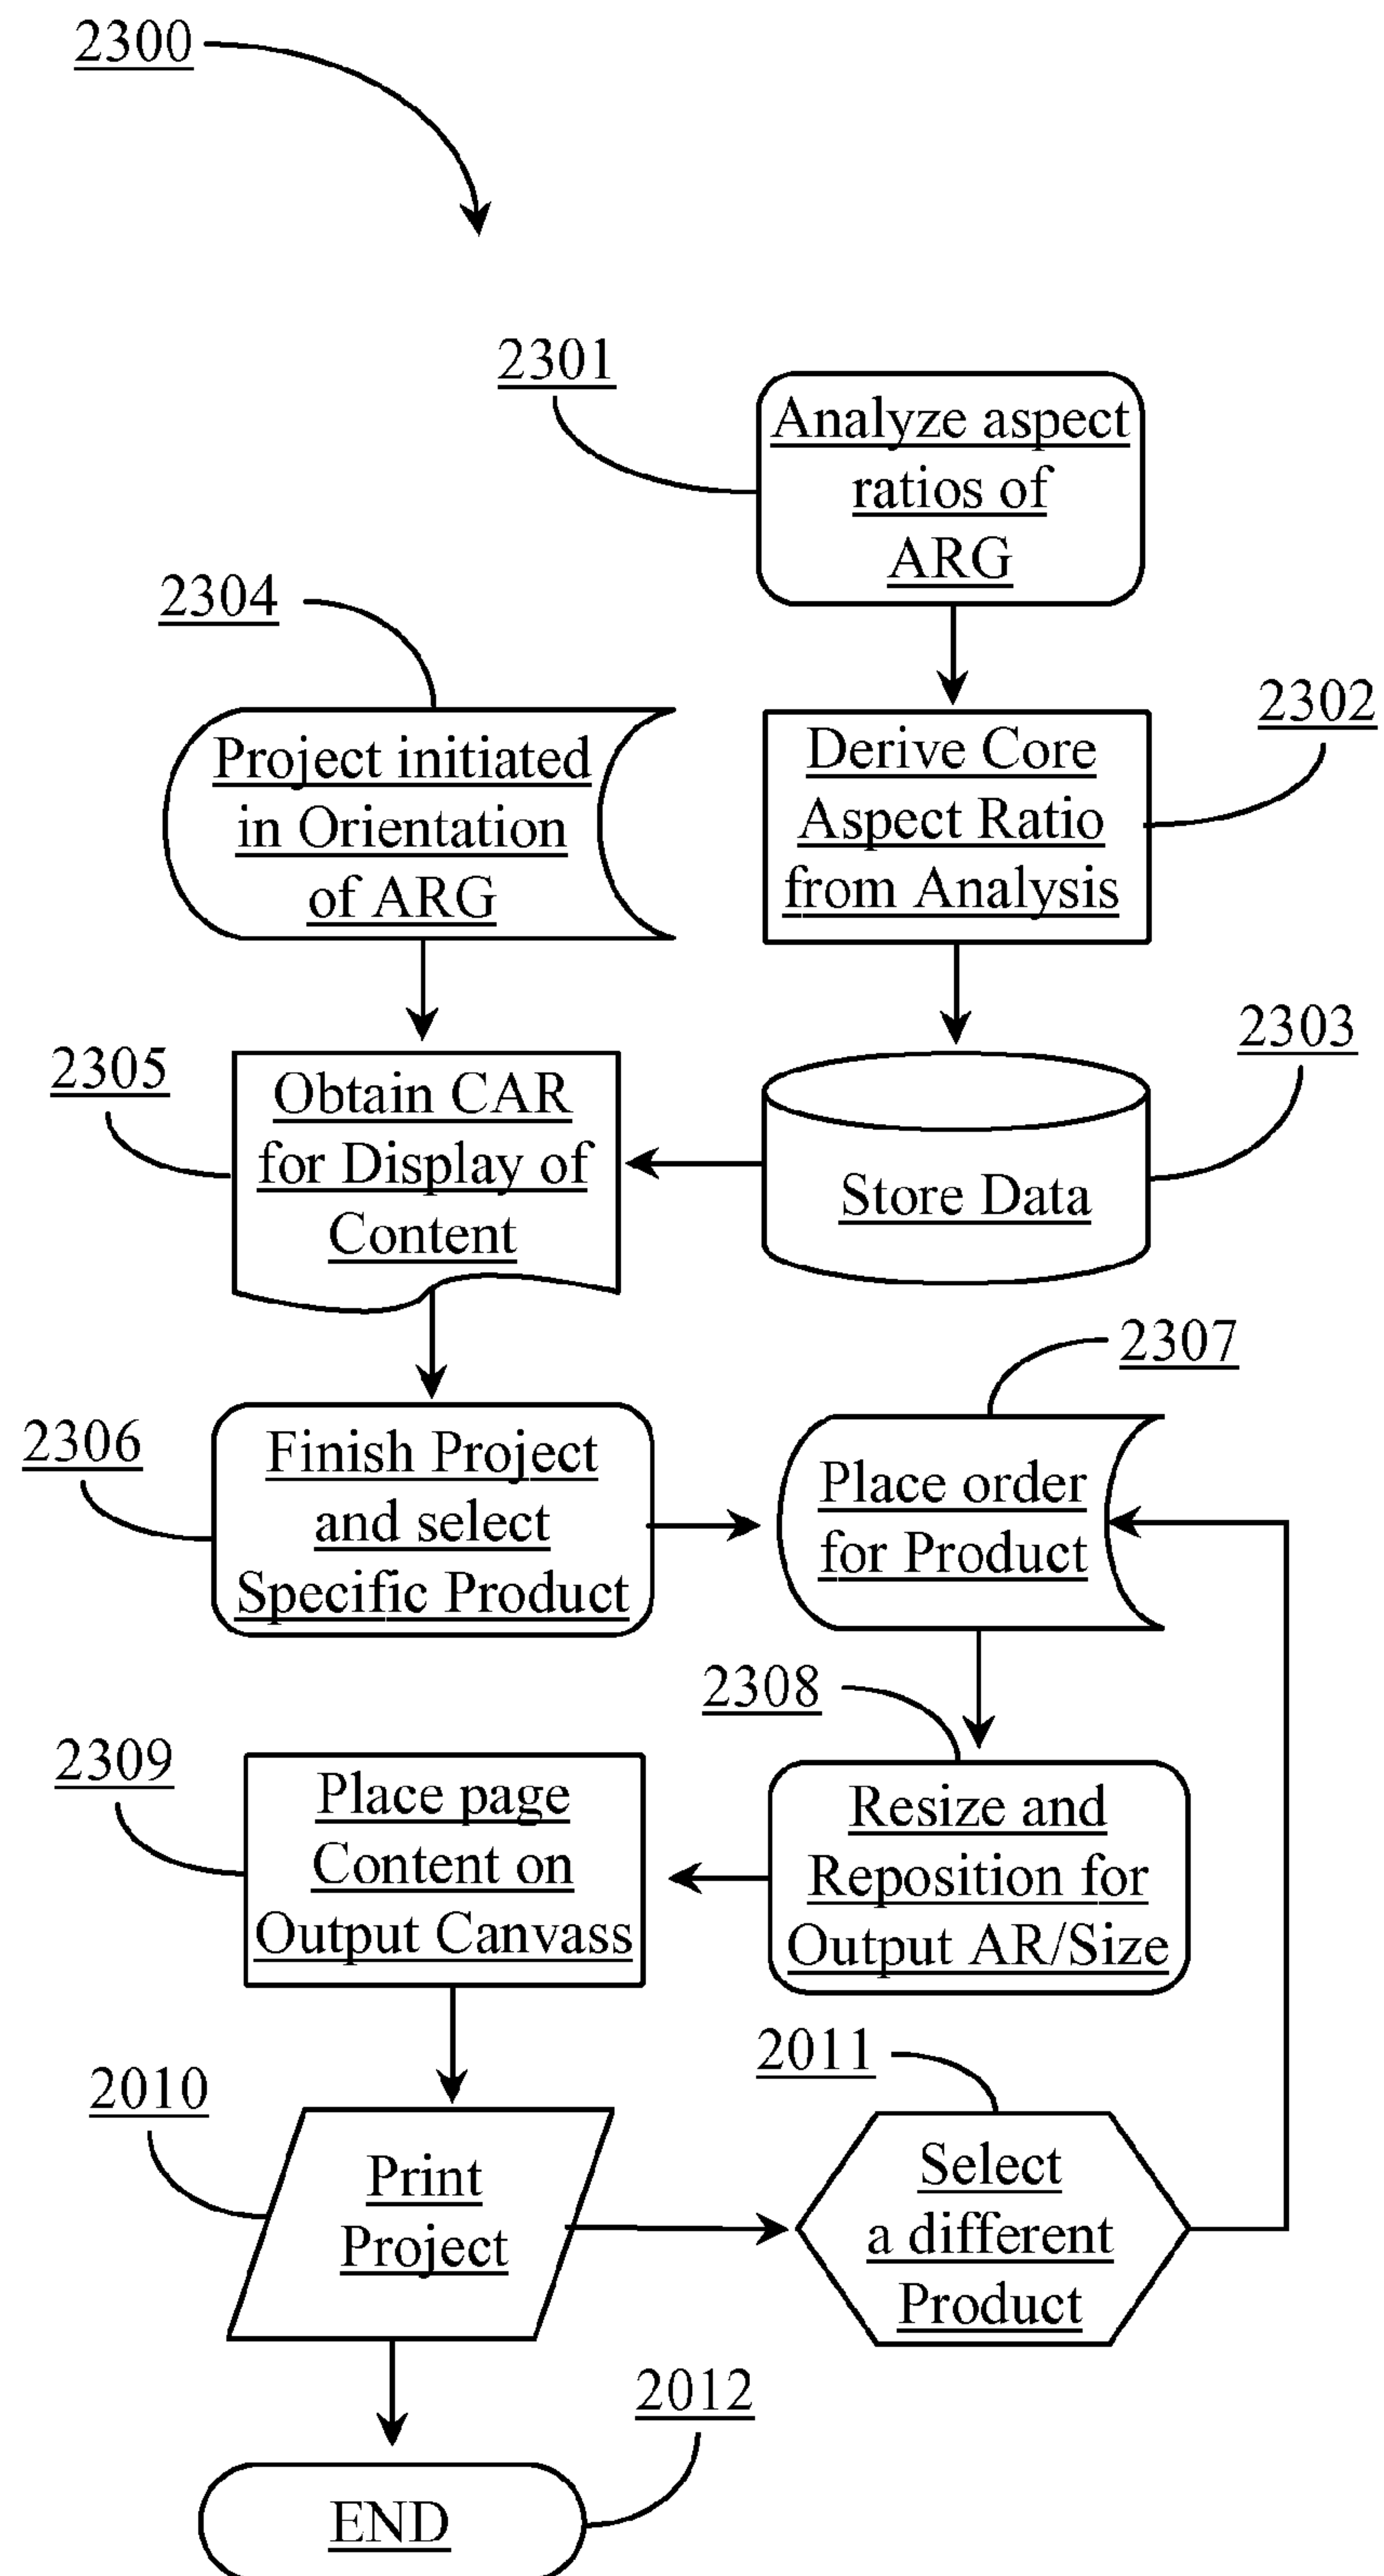 2300
2301
Analyze aspect
ratios of
ARG
2304
Project initiated
in Orientation
of ARG
2302
Derive Core
Aspect Ratio
from Analysis
2305
Obtain CAR
for Display of
Content
2303
Store Data
2306
Finish Project
and select
Specific Product
2307
Place order
for Product
2308
Resize and
Reposition for
Output AR/Size
2309
Place page
Content on
Output Canvass
2010
Print
Project
2011
Select
a different
Product
2012
END